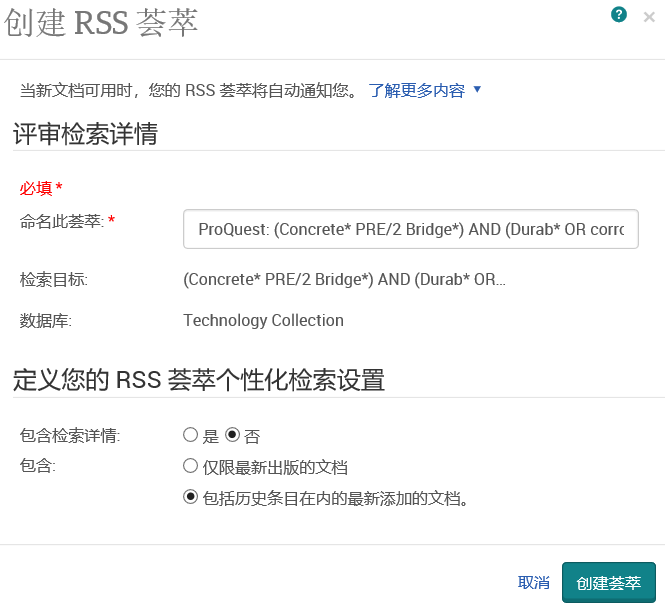 创建 RSS 荟萃
当新文档可用时，您的 RSS 荟萃将自动通知您。 了解更多内容
评审检索详情
必填 *
命名此荟萃: * ProQuest: (Concrete* PRE/2 Bridge*) AND (Durab* OR corro
检索目标: (Concrete* PRE/2 Bridge*) AND (Durab* OR...
数据库: Technology Collection
定义您的 RSS 荟萃个性化检索设置
包含检索详情: 是 否
包含: 仅限最新出版的文档
包括历史条目在内的最新添加的文档。
取消 创建荟萃